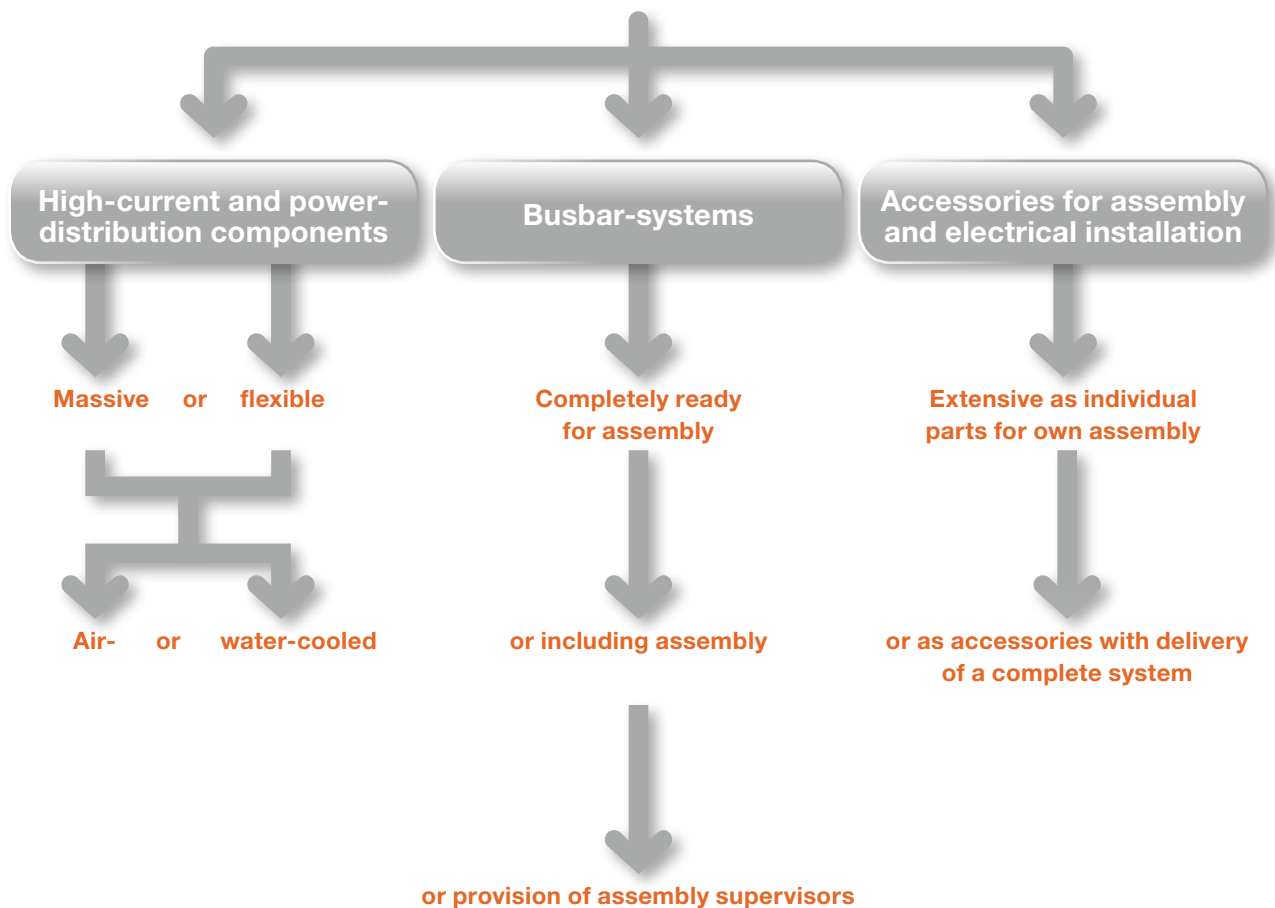 High-current and power-
distribution components
Busbar-systems
Accessories for assembly
and electrical installation
Massive or flexible
Completely ready
for assembly
Extensive as individual
parts for own assembly
Air- or water-cooled
or including assembly
or as accessories with delivery
of a complete system
or provision of assembly supervisors